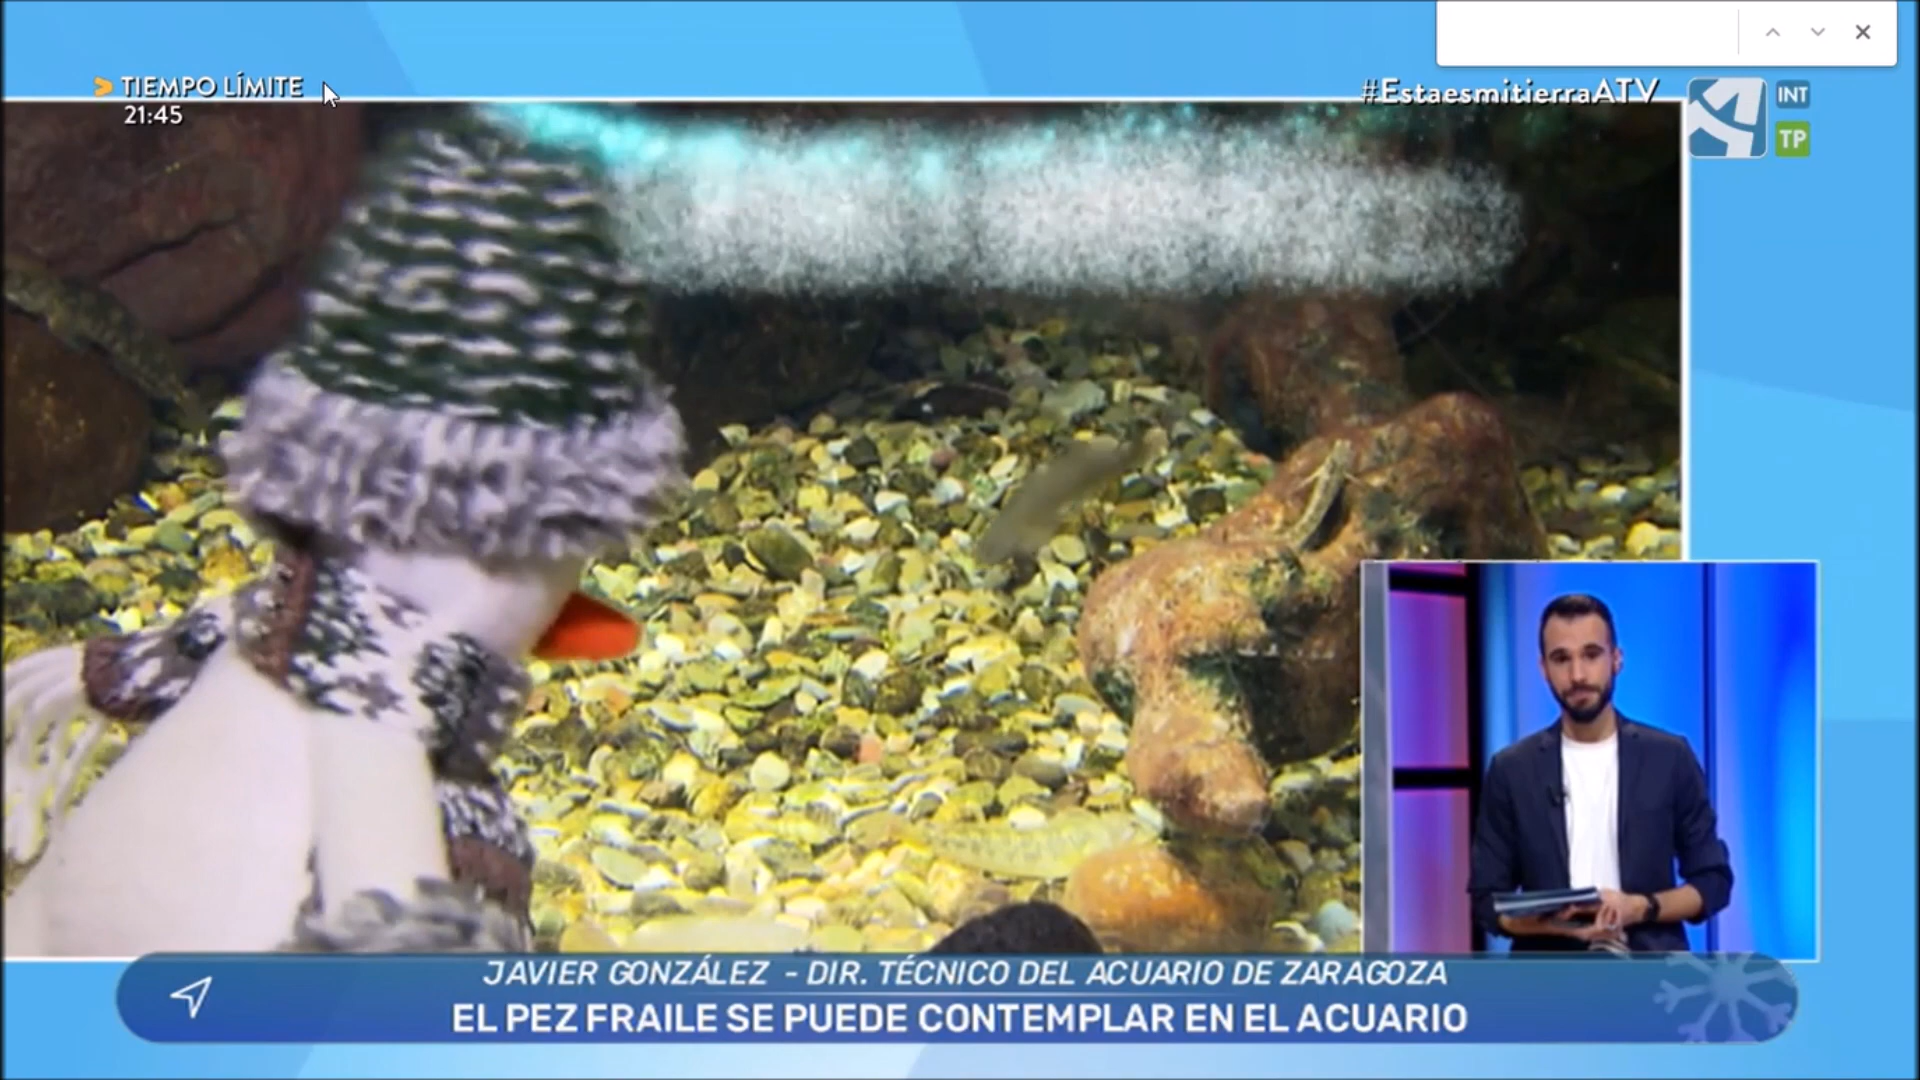 TIEMPO LÍMITE
21:45
#EstaesmitierraATV
INT
TP
JAVIER GONZÁLEZ - DIR. TÉCNICO DEL ACUARIO DE ZARAGOZA
EL PEZ FRAILE SE PUEDE CONTEMPLAR EN EL ACUARIO